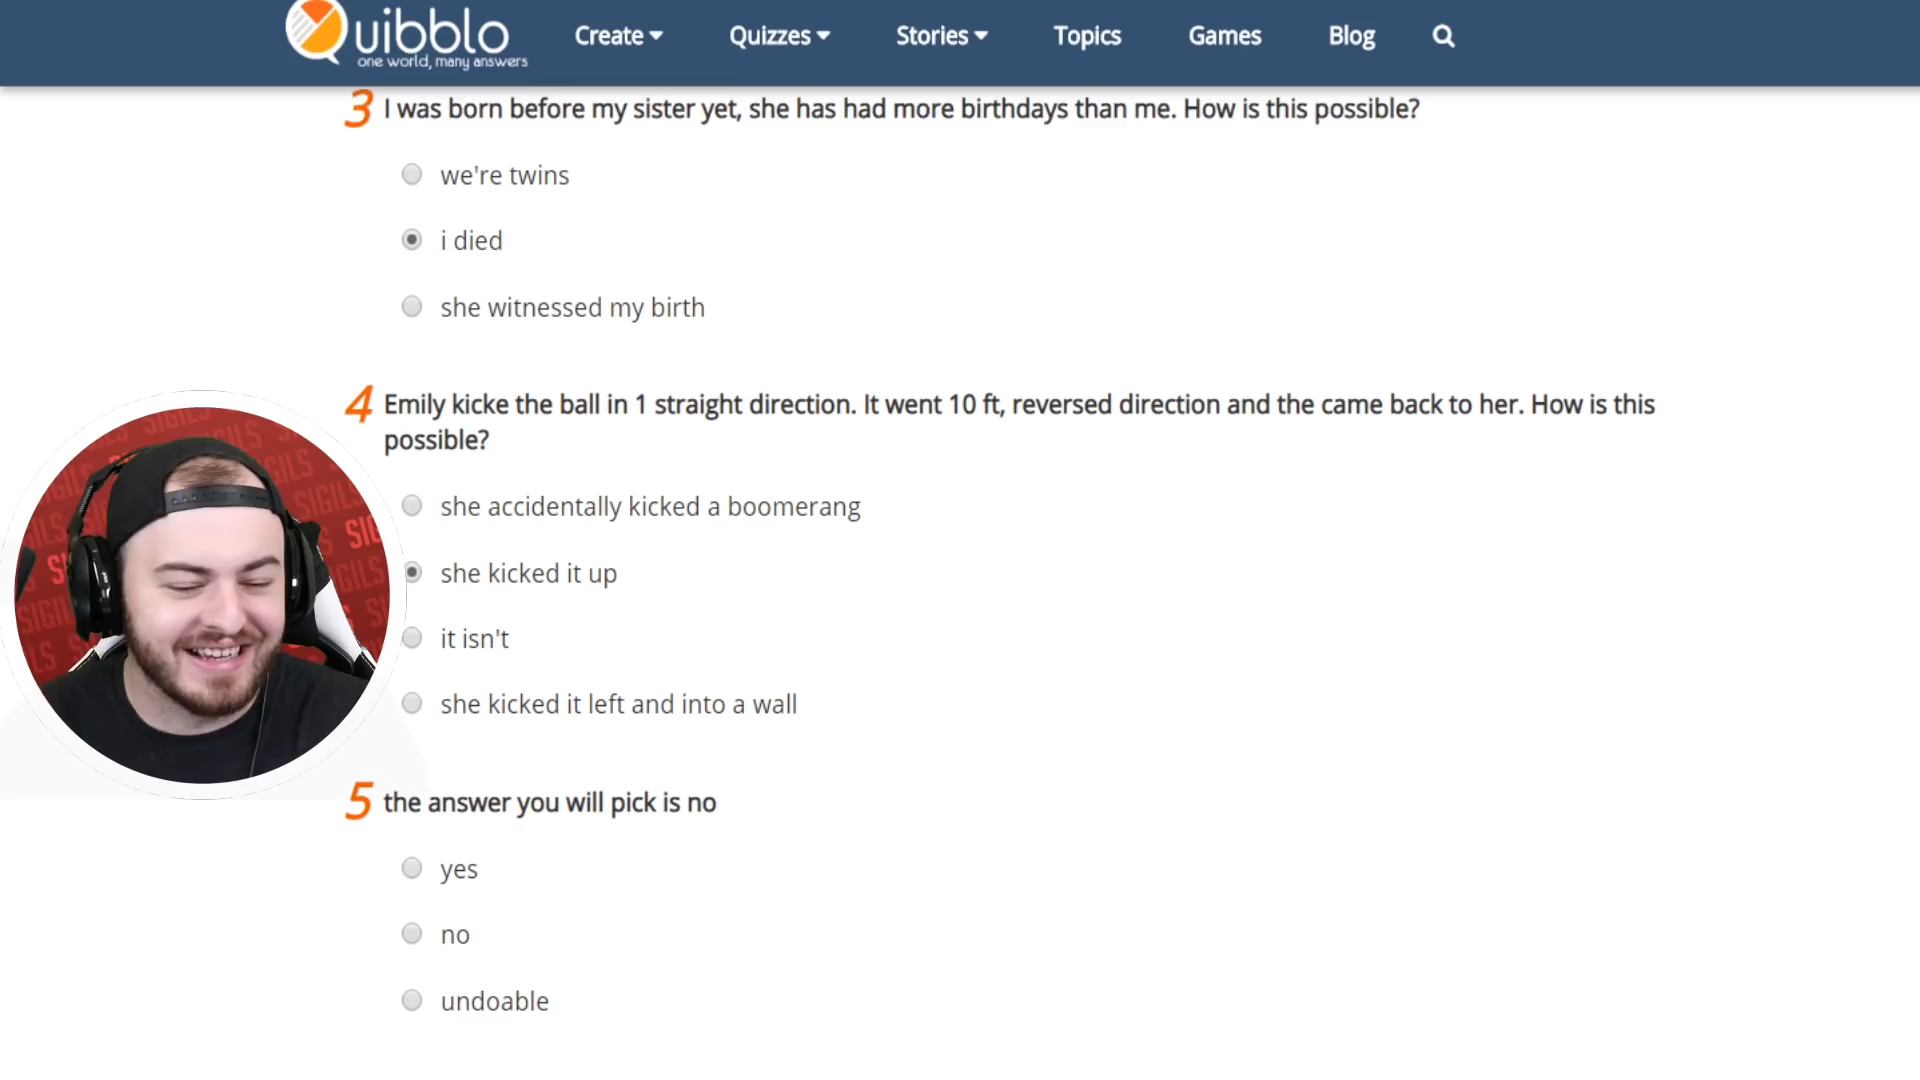 Quibblo
one world, many answers
Create
Quizzes
Stories
Topics
Games
Blog
3 I was born before my sister yet, she has had more birthdays than me. How is this possible?
we're twins
i died
she witnessed my birth
4 Emily kicke the ball in 1 straight direction. It went 10 ft, reversed direction and the came back to her. How is this
possible?
she accidentally kicked a boomerang
she kicked it up
it isn't
she kicked it left and into a wall
5 the answer you will pick is no
yes
no
undoable
SIGILS